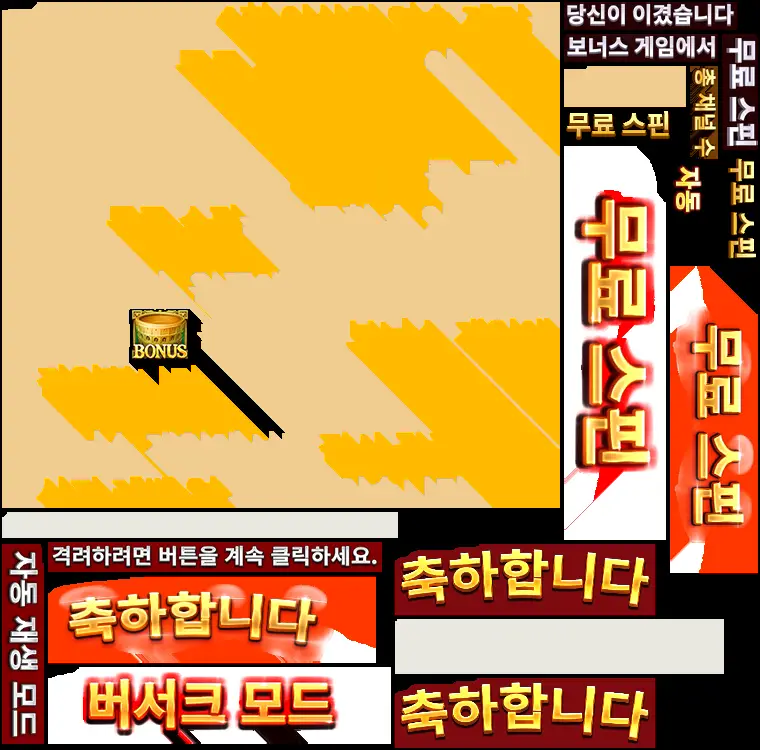 당신이 이겼습니다
보너스 게임에서
무료 스핀
총 채널 수
무료 스핀
자동
무료 스핀
무료 스핀
무료 스핀
BONUS
자동 재생 모드
격려하려면 버튼을 계속 클릭하세요.
축하합니다
축하합니다
버서크 모드
축하합니다